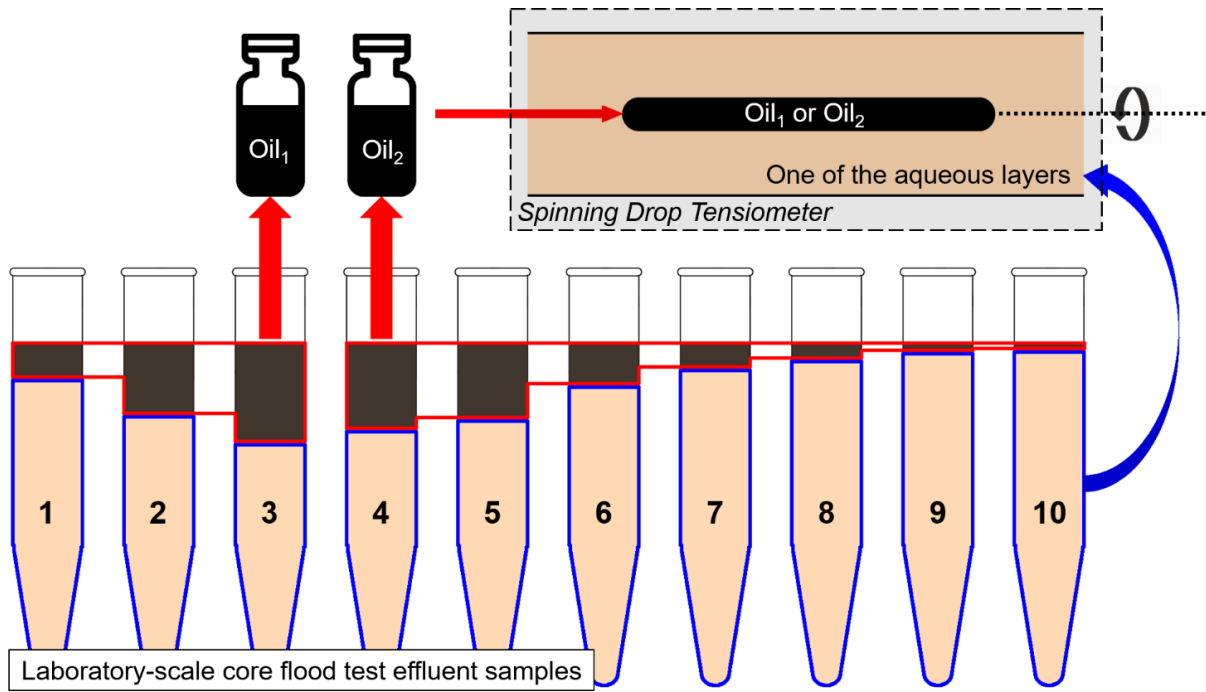 Oil₁
Oil₂
Oil₁ or Oil₂
One of the aqueous layers
Spinning Drop Tensiometer
1 2 3 4 5 6 7 8 9 10
Laboratory-scale core flood test effluent samples